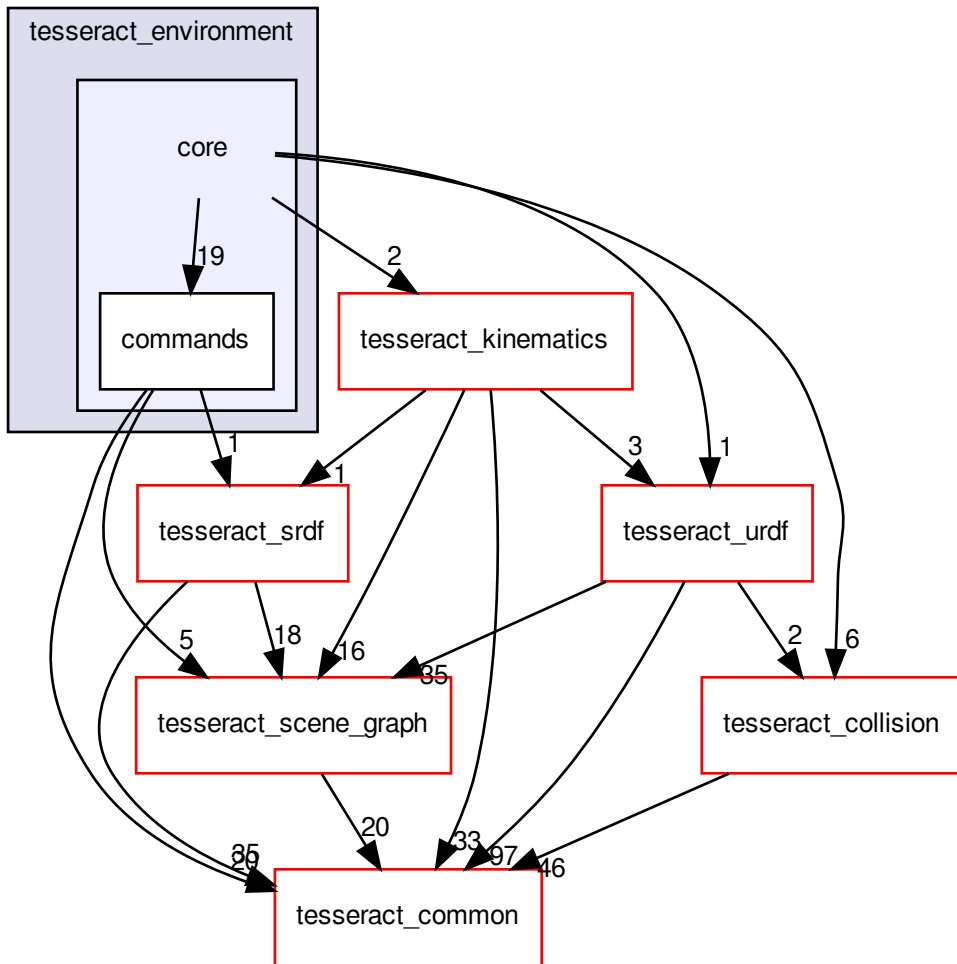 tesseract_environment
core
19
2
commands
tesseract_kinematics
1
1
3
1
tesseract_srdf
tesseract_urdf
5
18
16
35
2
6
tesseract_scene_graph
tesseract_collision
20
33
97
46
tesseract_common